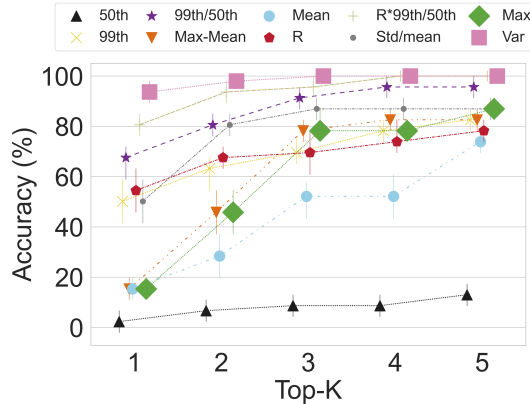 50th 99th/50th Mean R*99th/50th Max
99th Max-Mean R Std/mean Var
100
80
60
40
20
0
Accuracy (%)
1 2 3 4 5
Top-K